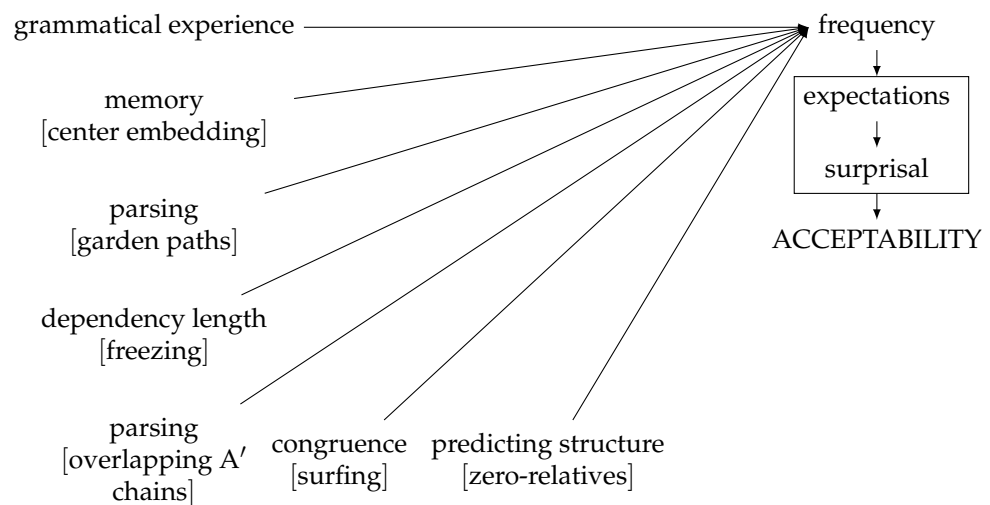 grammatical experience
frequency
expectations
surprisal
ACCEPTABILITY
memory
[center embedding]
parsing
[garden paths]
dependency length
[freezing]
parsing
[overlapping A′
chains]
congruence
[surfing]
predicting structure
[zero-relatives]